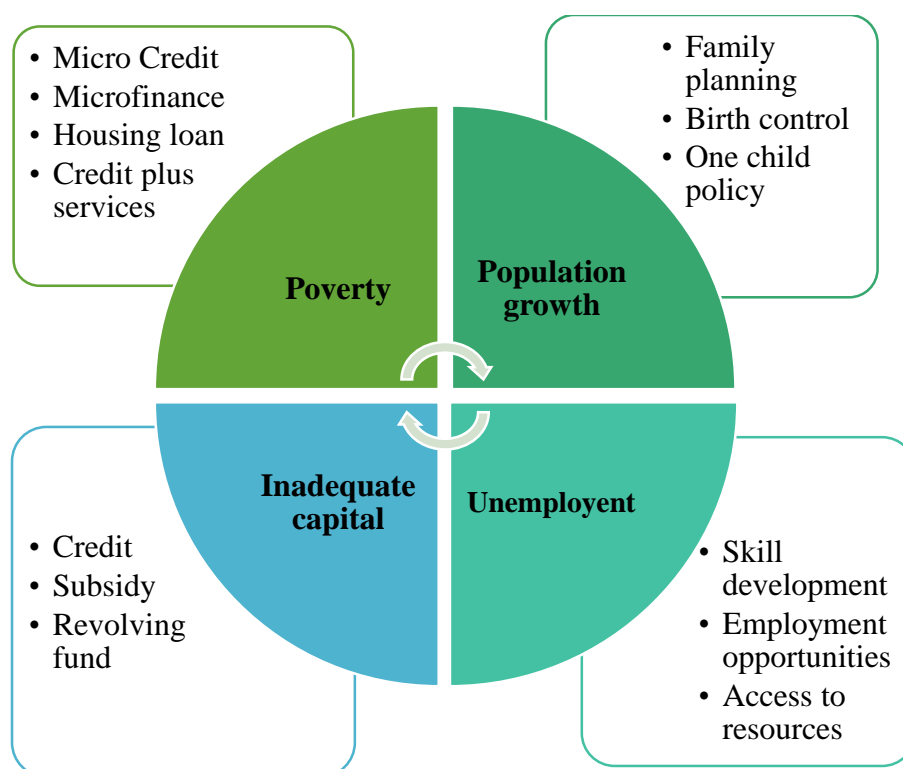 • Micro Credit
• Microfinance
• Housing loan
• Credit plus
services
• Family
planning
• Birth control
• One child
policy
Poverty
Population
growth
Inadequate
capital
Unemployent
• Credit
• Subsidy
• Revolving
fund
• Skill
development
• Employment
opportunities
• Access to
resources